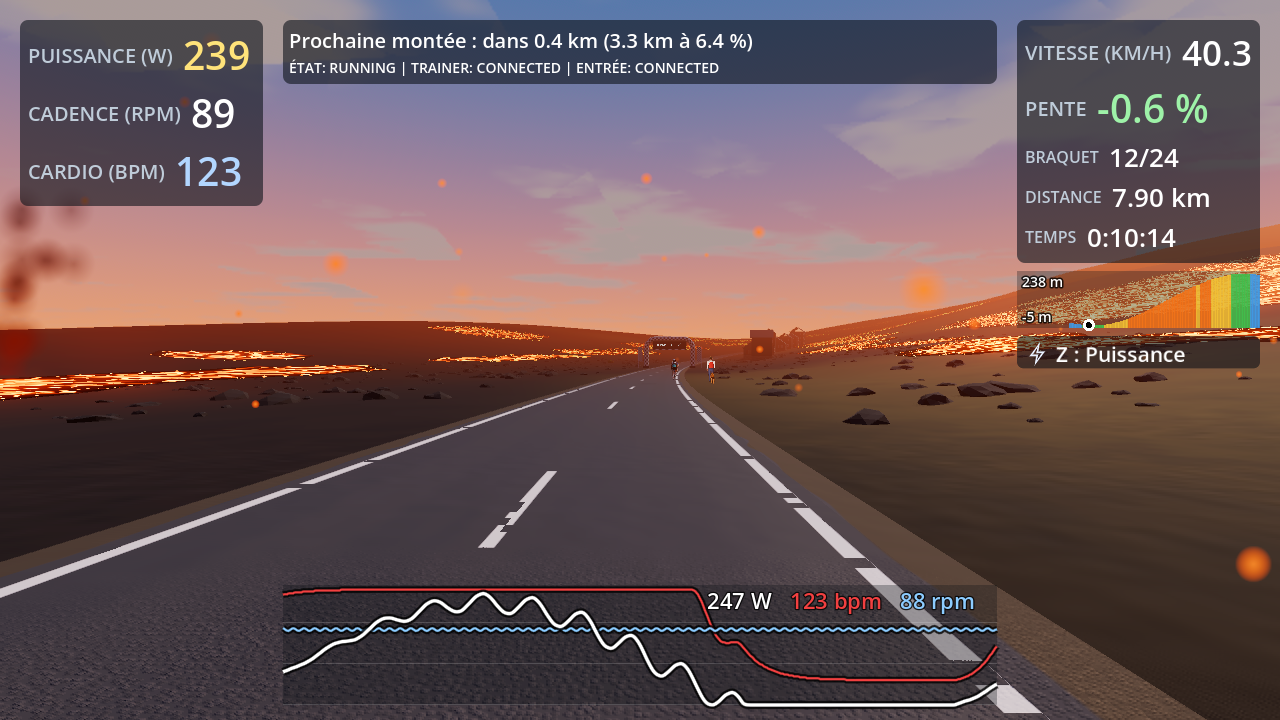 PUISSANCE (W) 239
CADENCE (RPM) 89
CARDIO (BPM) 123
Prochaine montée : dans 0.4 km (3.3 km à 6.4 %)
ÉTAT: RUNNING | TRAINER: CONNECTED | ENTRÉE: CONNECTED
VITESSE (KM/H) 40.3
PENTE -0.6 %
BRAQUET 12/24
DISTANCE 7.90 km
TEMPS 0:10:14
238 m
-5 m
Z : Puissance
247 W 123 bpm 88 rpm